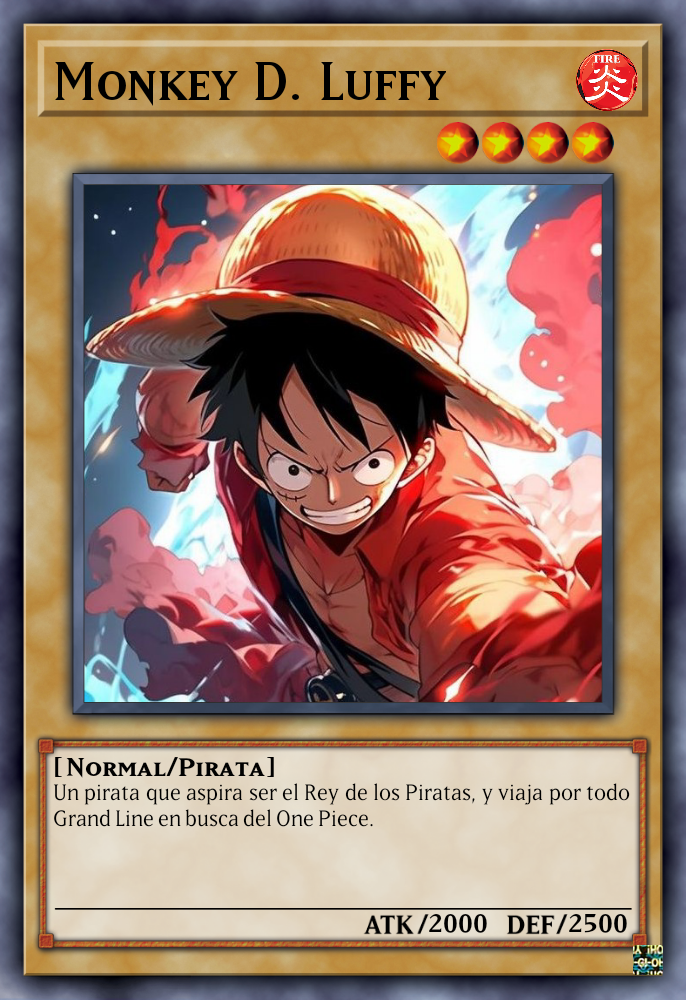 Monkey D. Luffy
FIRE
炎
[Normal/Pirata]
Un pirata que aspira ser el Rey de los Piratas, y viaja por todo
Grand Line en busca del One Piece.
ATK/2000 DEF/2500